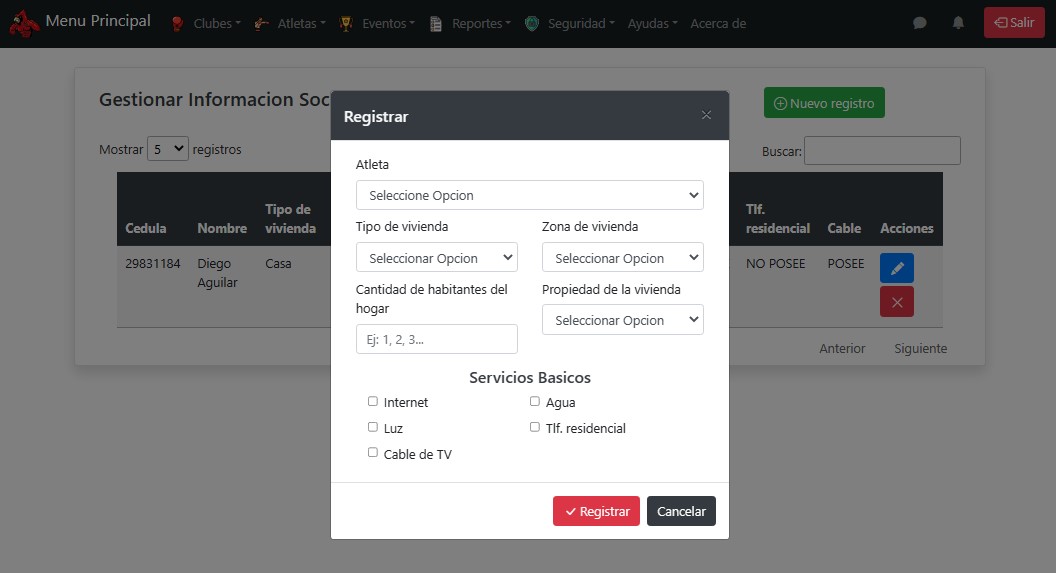 Menu Principal Clubes Atletas Eventos Reportes Seguridad Ayudas Acerca de Salir
Gestionar Informacion Soc
Nuevo registro
Mostrar 5 registros
Buscar:
Cedula Nombre Tipo de vivienda Tlf. residencial Cable Acciones
29831184 Diego Aguilar Casa NO POSEE POSEE
Anterior Siguiente
Registrar
Atleta
Seleccione Opcion
Tipo de vivienda Zona de vivienda
Seleccionar Opcion Seleccionar Opcion
Cantidad de habitantes del hogar Propiedad de la vivienda
Ej: 1, 2, 3... Seleccionar Opcion
Servicios Basicos
Internet Agua
Luz Tlf. residencial
Cable de TV
Registrar Cancelar